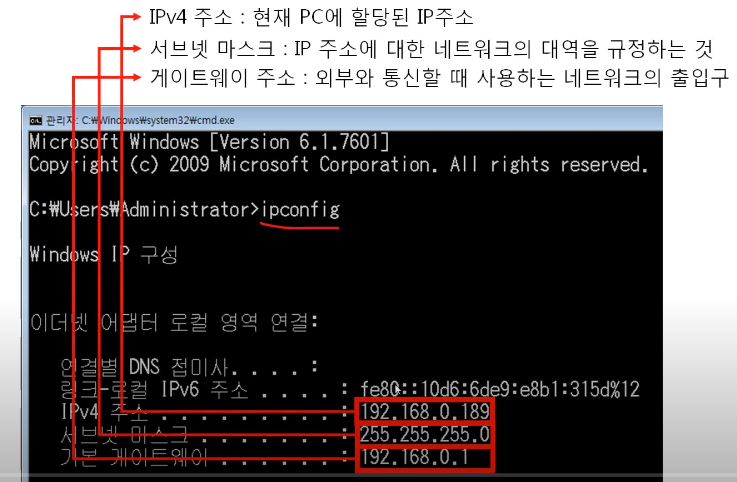 IPv4 주소 : 현재 PC에 할당된 IP주소
서브넷 마스크 : IP 주소에 대한 네트워크의 대역을 규정하는 것
게이트웨이 주소 : 외부와 통신할 때 사용하는 네트워크의 출입구
관리자: C:₩Windows₩system32₩cmd.exe
Microsoft Windows [Version 6.1.7601]
Copyright (c) 2009 Microsoft Corporation. All rights reserved.
C:₩Users₩Administrator>ipconfig
Windows IP 구성
이더넷 어댑터 로컬 영역 연결:
연결별 DNS 접미사. . . . :
링크-로컬 IPv6 주소 . . . . : fe80::10d6:6de9:e8b1:315d%12
IPv4 주소 . . . . . . . . . : 192.168.0.189
서브넷 마스크 . . . . . . . : 255.255.255.0
기본 게이트웨이 . . . . . . : 192.168.0.1